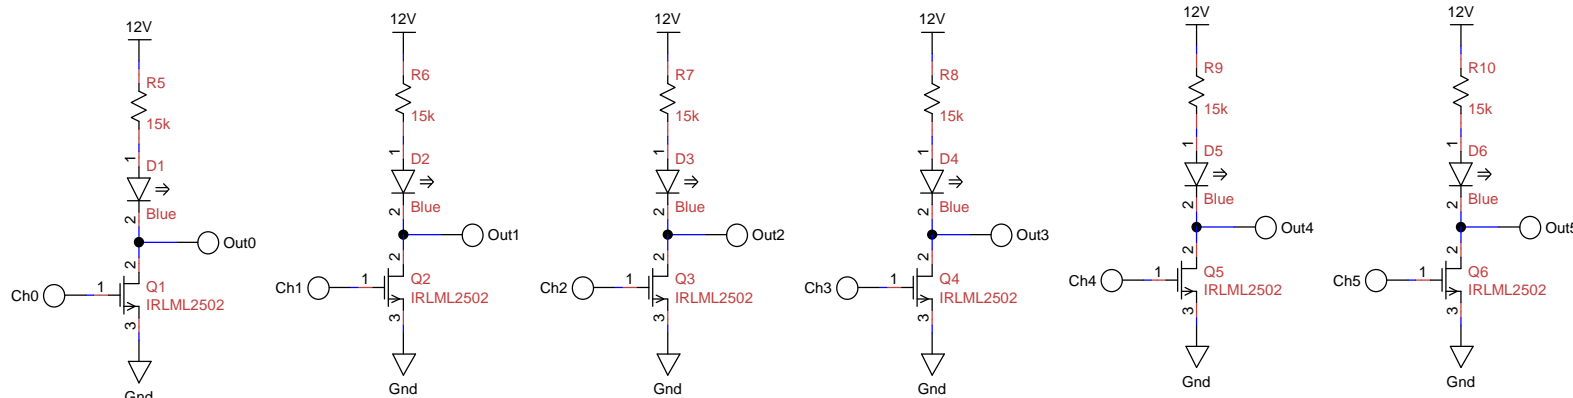 12V
R5
15k
1
D1
Blue
2
Out0
2
Ch0
1
Q1
IRLML2502
3
Gnd
12V
R6
15k
1
D2
Blue
2
Out1
2
Ch1
1
Q2
IRLML2502
3
Gnd
12V
R7
15k
1
D3
Blue
2
Out2
2
Ch2
1
Q3
IRLML2502
3
Gnd
12V
R8
15k
1
D4
Blue
2
Out3
2
Ch3
1
Q4
IRLML2502
3
Gnd
12V
R9
15k
1
D5
Blue
2
Out4
2
Ch4
1
Q5
IRLML2502
3
Gnd
12V
R10
15k
1
D6
Blue
2
Out5
2
Ch5
1
Q6
IRLML2502
3
Gnd